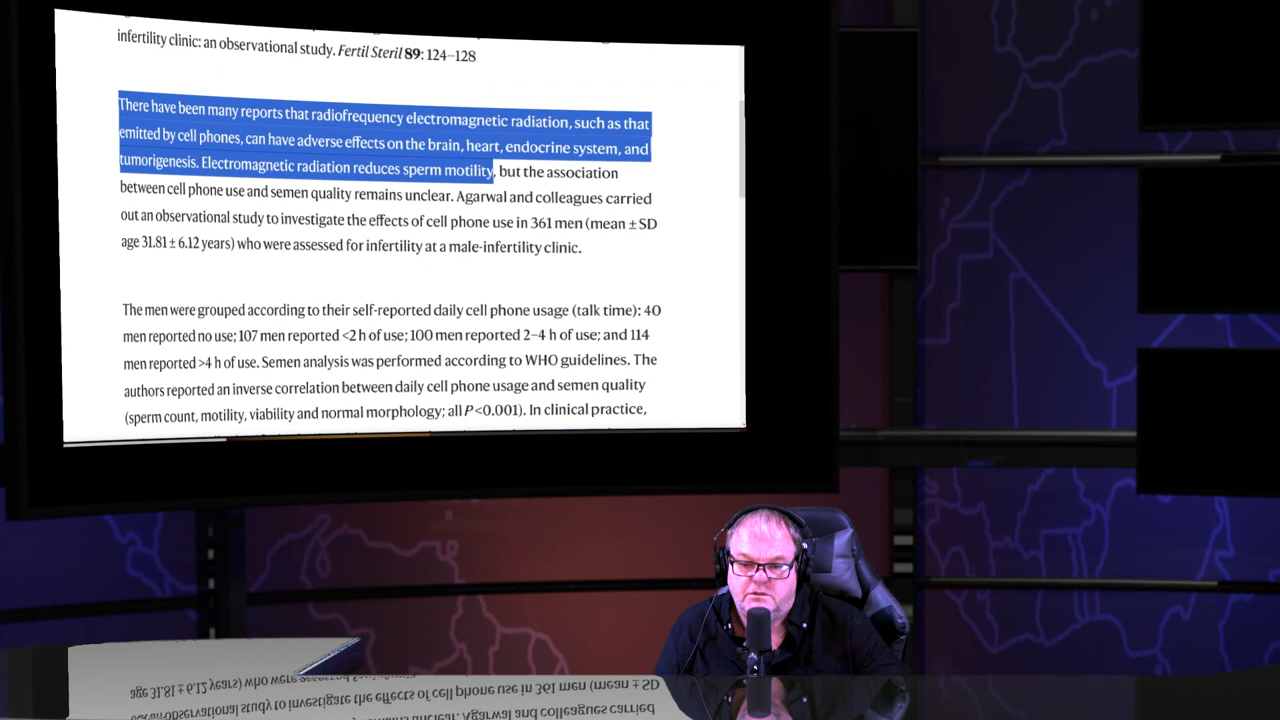 infertility clinic: an observational study. Fertil Steril 89: 124–128
There have been many reports that radiofrequency electromagnetic radiation, such as that
emitted by cell phones, can have adverse effects on the brain, heart, endocrine system, and
tumorigenesis. Electromagnetic radiation reduces sperm motility, but the association
between cell phone use and semen quality remains unclear. Agarwal and colleagues carried
out an observational study to investigate the effects of cell phone use in 361 men (mean ± SD
age 31.81 ± 6.12 years) who were assessed for infertility at a male-infertility clinic.
The men were grouped according to their self-reported daily cell phone usage (talk time): 40
men reported no use; 107 men reported <2 h of use; 100 men reported 2–4 h of use; and 114
men reported >4 h of use. Semen analysis was performed according to WHO guidelines. The
authors reported an inverse correlation between daily cell phone usage and semen quality
(sperm count, motility, viability and normal morphology; all P<0.001). In clinical practice,